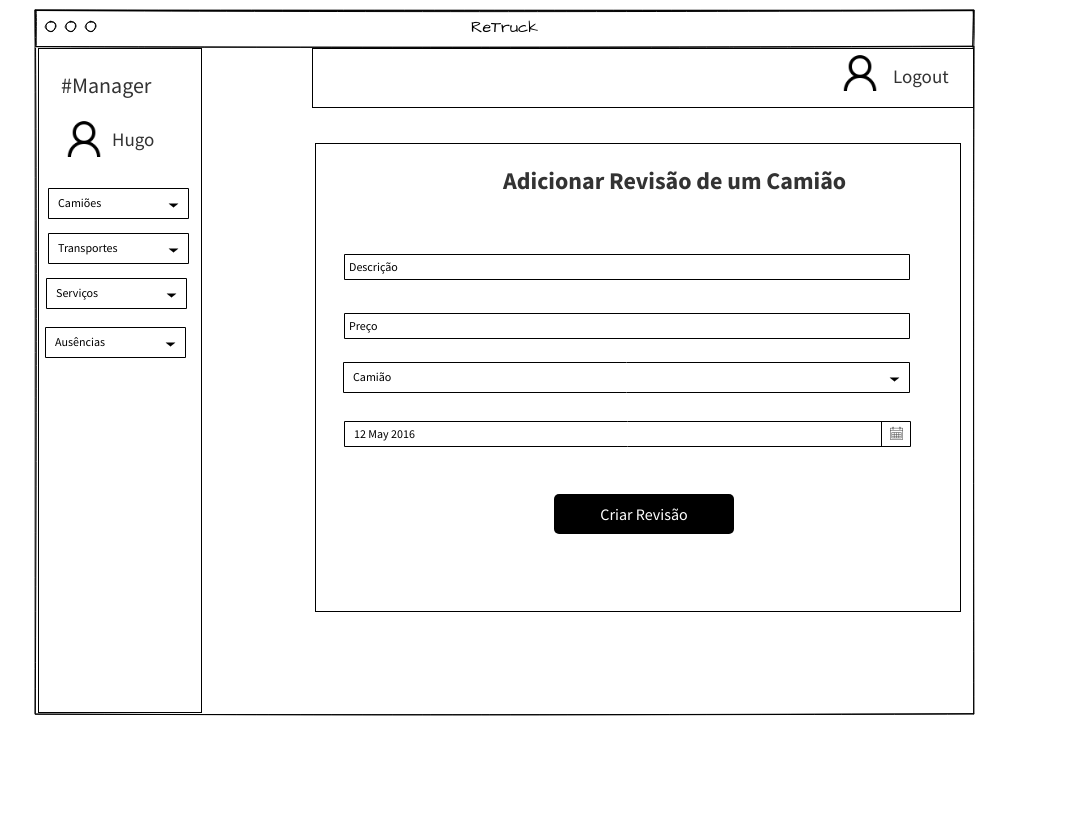 ReTruck
#Manager
Hugo
Camiões
Transportes
Serviços
Ausências
Logout
Adicionar Revisão de um Camião
Descrição
Preço
Camião
12 May 2016
Criar Revisão